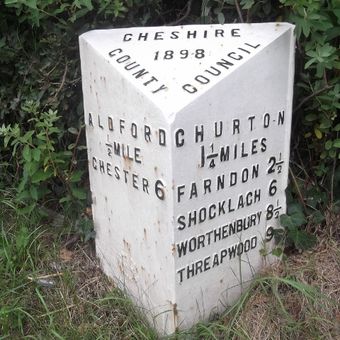 CHESHIRE
1898
COUNTY COUNCIL
ALDFORD
½ MILE
CHESTER 6
CHURTON
1¼ MILES
FARNDON 2½
SHOCKLACH 6
WORTHENBURY 8½
THREAPWOOD 9